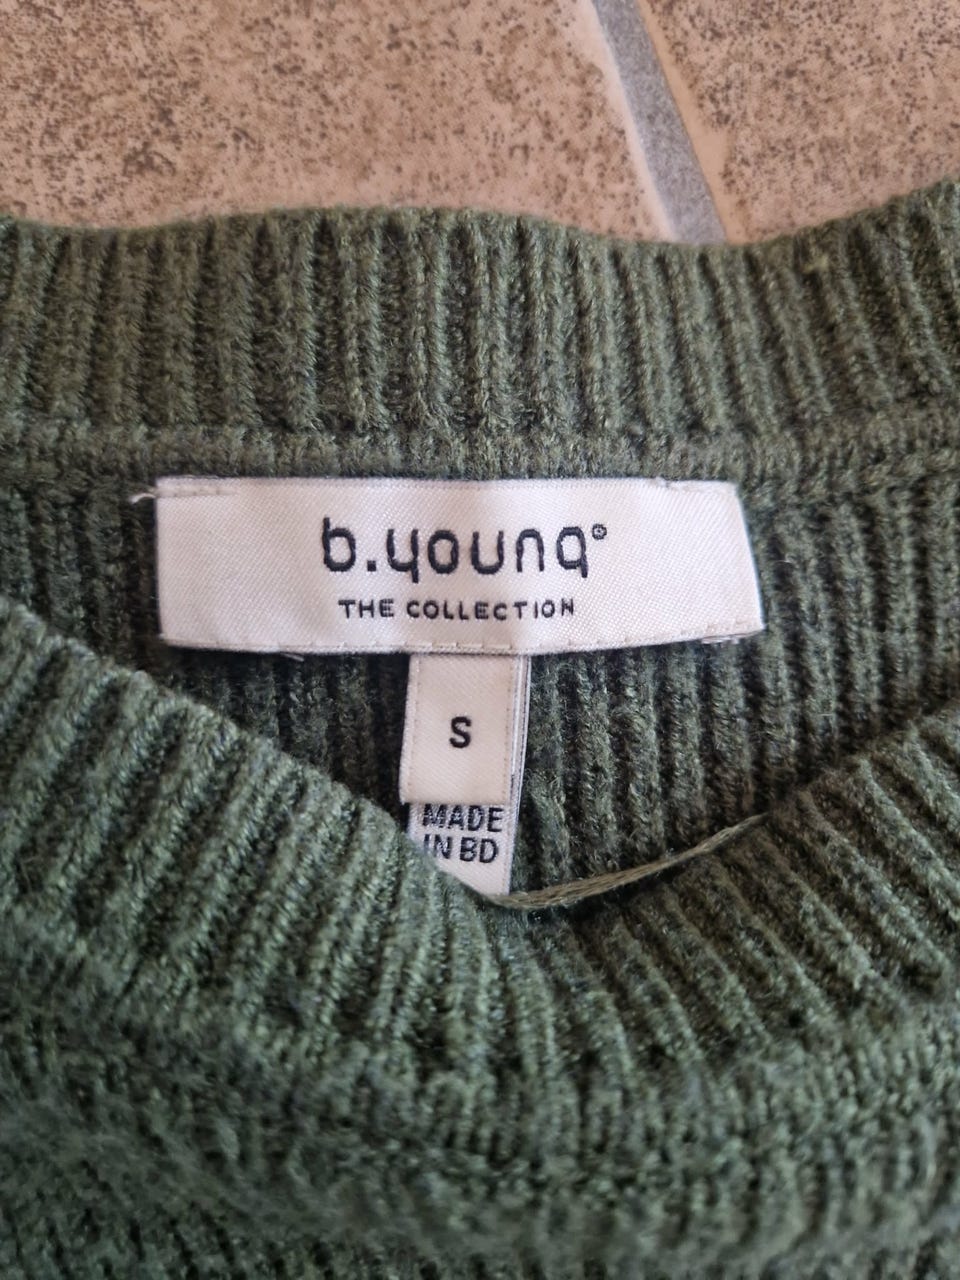 b.young®
THE COLLECTION
S
MADE
IN BD